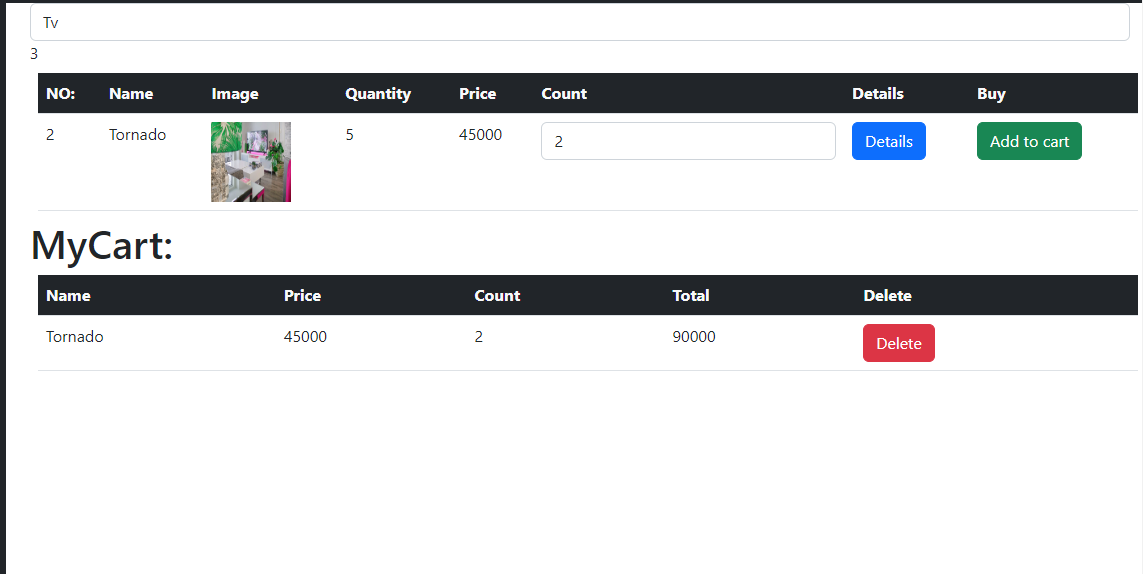 Tv
3
NO: Name Image Quantity Price Count Details Buy
2 Tornado 5 45000 2 Details Add to cart
MyCart:
Name Price Count Total Delete
Tornado 45000 2 90000 Delete